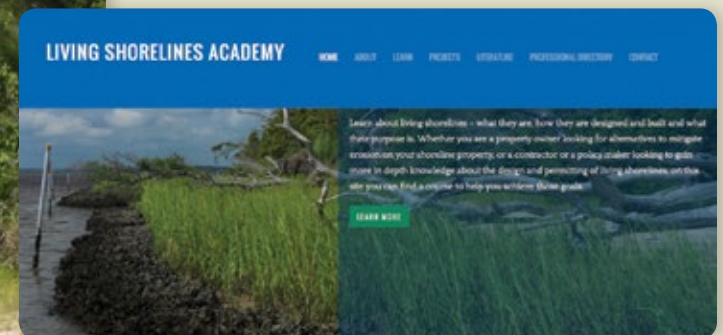 LIVING SHORELINES ACADEMY
HOME ABOUT LEARN PROJECTS LITERATURE PROFESSIONAL DIRECTORY CONTACT
Learn about living shorelines - what they are, how they are designed and built and what
their purpose is. Whether you are a property owner looking for alternatives to mitigate
erosion on your shoreline property, or a contractor or a policy maker looking to gain
more in depth knowledge about the design and permitting of living shorelines, on this
site you can find a course to help you achieve those goals.
LEARN MORE